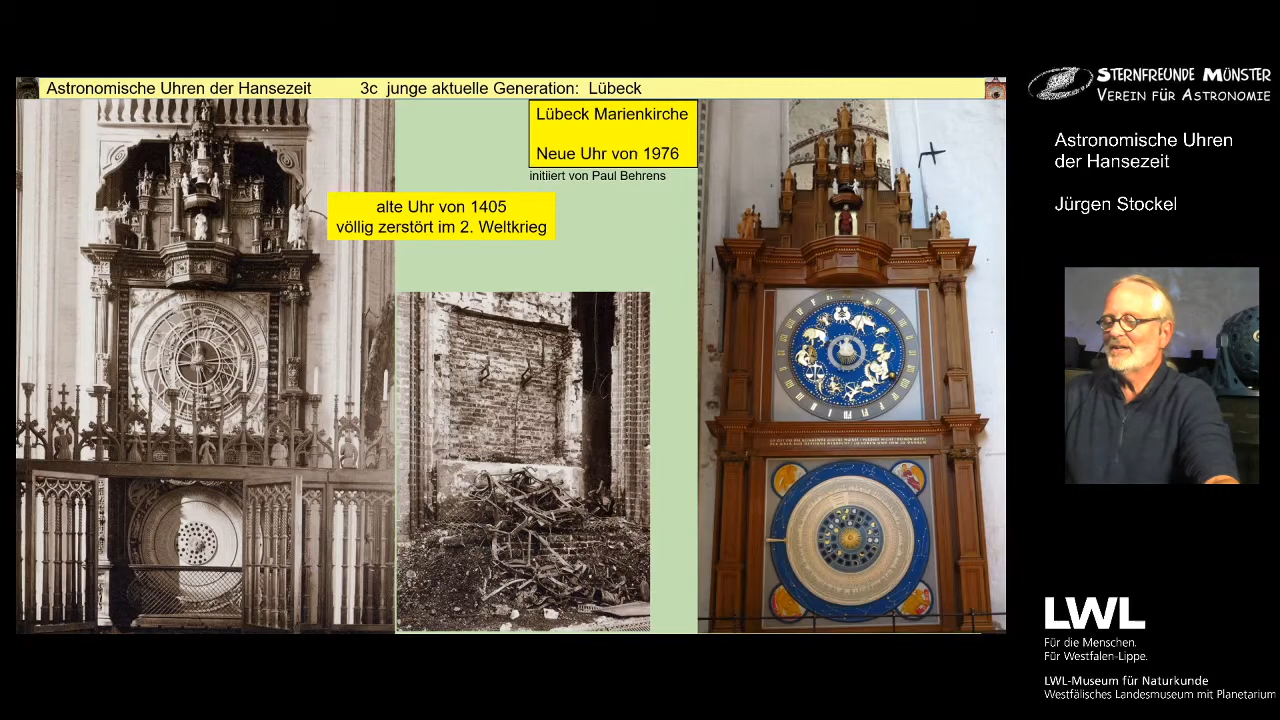 Astronomische Uhren der Hansezeit 3c junge aktuelle Generation: Lübeck
Lübeck Marienkirche
Neue Uhr von 1976
initiiert von Paul Behrens
alte Uhr von 1405
völlig zerstört im 2. Weltkrieg
STERNFREUNDE MÜNSTER
VEREIN FÜR ASTRONOMIE
Astronomische Uhren
der Hansezeit
Jürgen Stockel
LWL
Für die Menschen.
Für Westfalen-Lippe.
LWL-Museum für Naturkunde
Westfälisches Landesmuseum mit Planetarium